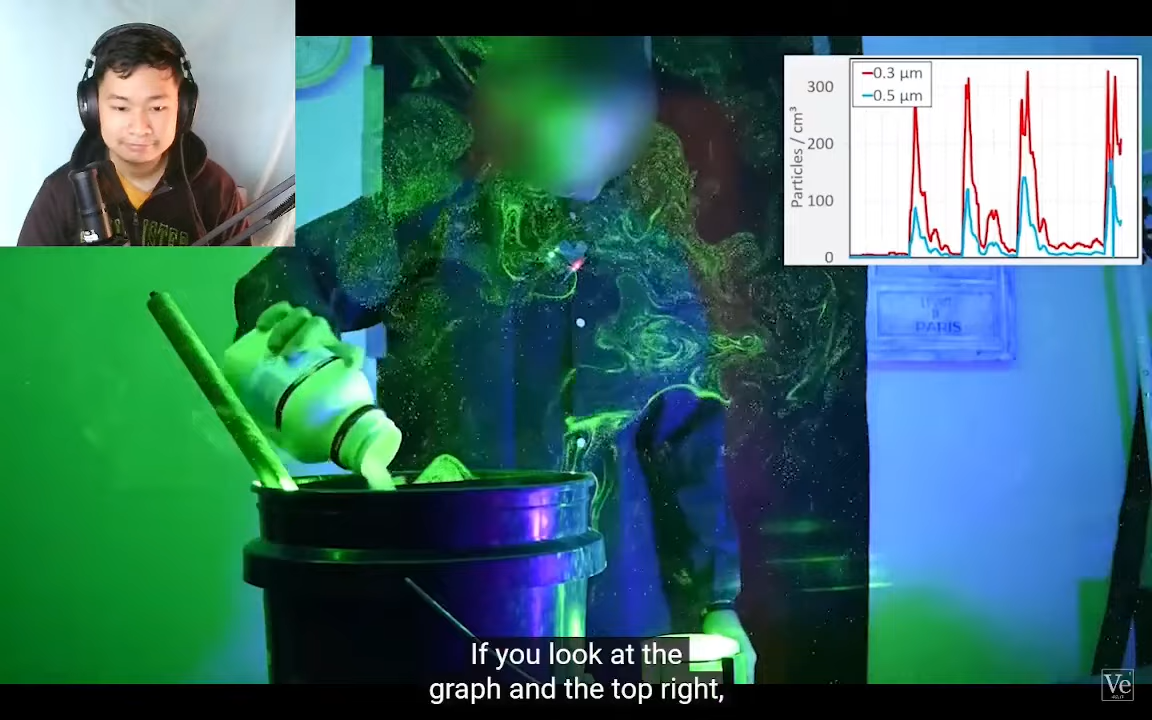 300
200
100
0
Particles / cm³
0.3 µm
0.5 µm
PARIS
If you look at the
graph and the top right,
Ve